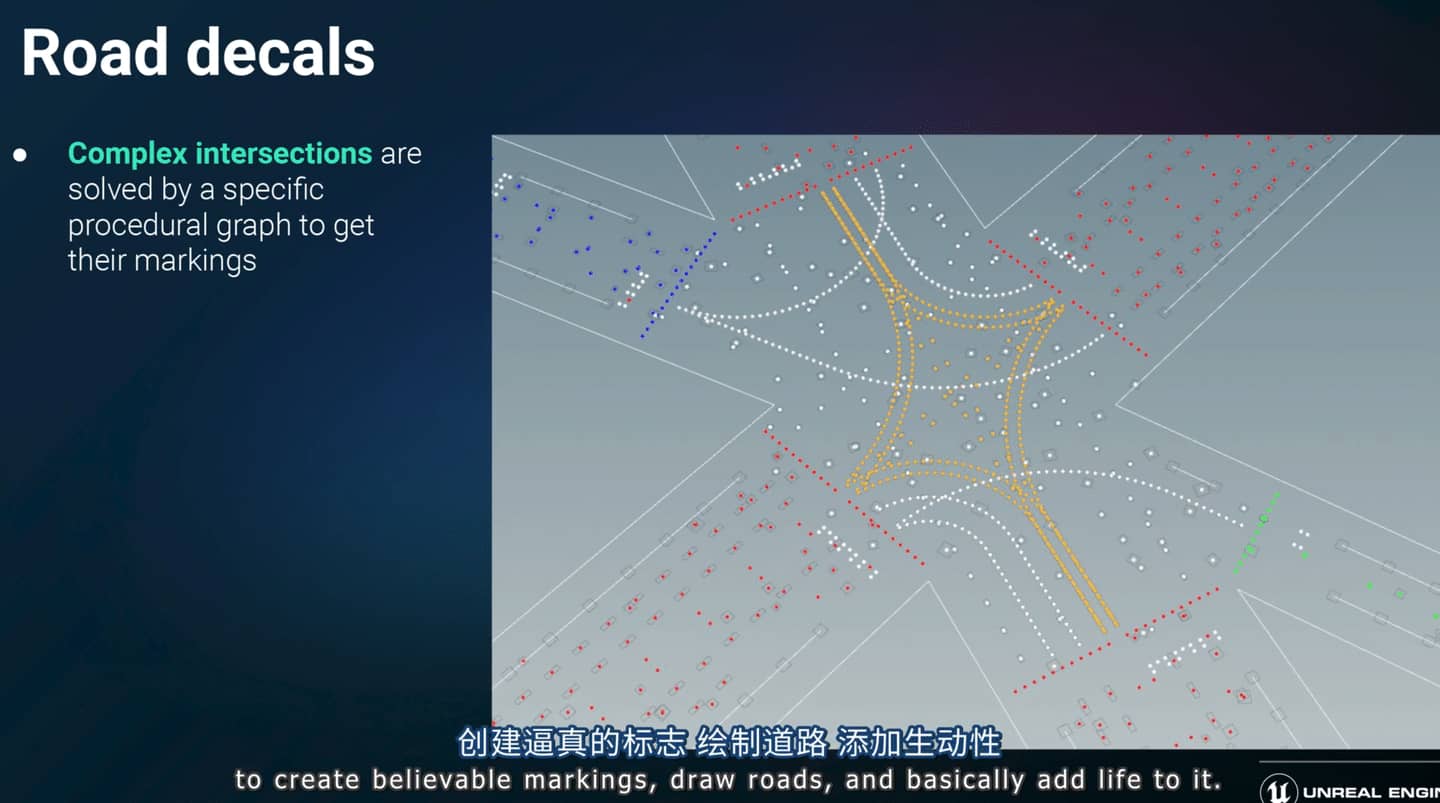 Road decals
● Complex intersections are
solved by a specific
procedural graph to get
their markings
创建逼真的标志 绘制道路 添加生动性
to create believable markings, draw roads, and basically add life to it.
UNREAL ENGIN